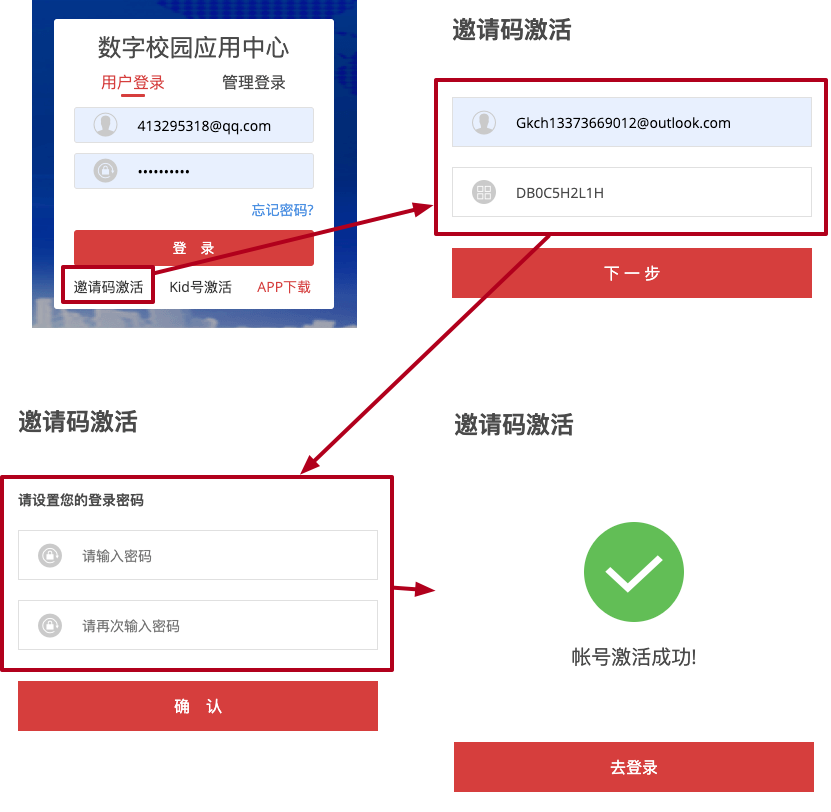 数字校园应用中心
用户登录 管理登录
413295318@qq.com
••••••••••
忘记密码?
登 录
邀请码激活 Kid号激活 APP下载
邀请码激活
Gkch13373669012@outlook.com
DB0C5H2L1H
下一步
邀请码激活
请设置您的登录密码
请输入密码
请再次输入密码
确 认
邀请码激活
帐号激活成功!
去登录